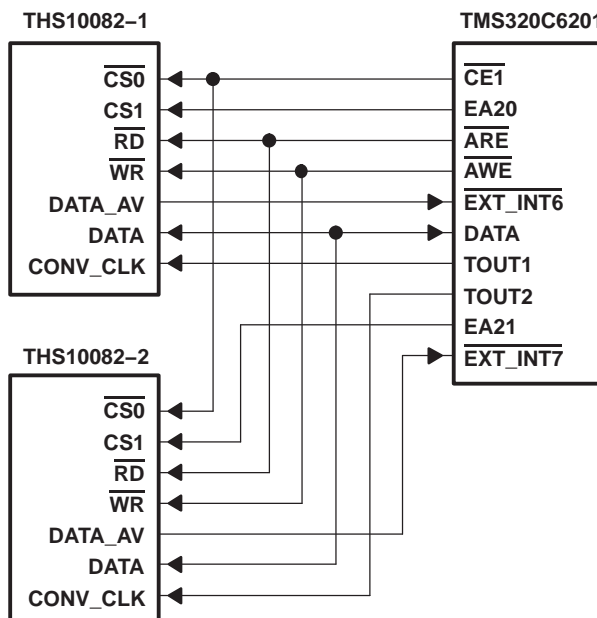 THS10082–1
TMS320C6201
CS0
CS1
RD
WR
DATA_AV
DATA
CONV_CLK
CE1
EA20
ARE
AWE
EXT_INT6
DATA
TOUT1
TOUT2
EA21
EXT_INT7
THS10082–2
CS0
CS1
RD
WR
DATA_AV
DATA
CONV_CLK